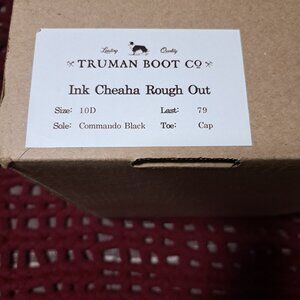 Lasting Quality
TRUMAN BOOT CO
Ink Cheaha Rough Out
Size: 10D Last: 79
Sole: Commando Black Toe: Cap